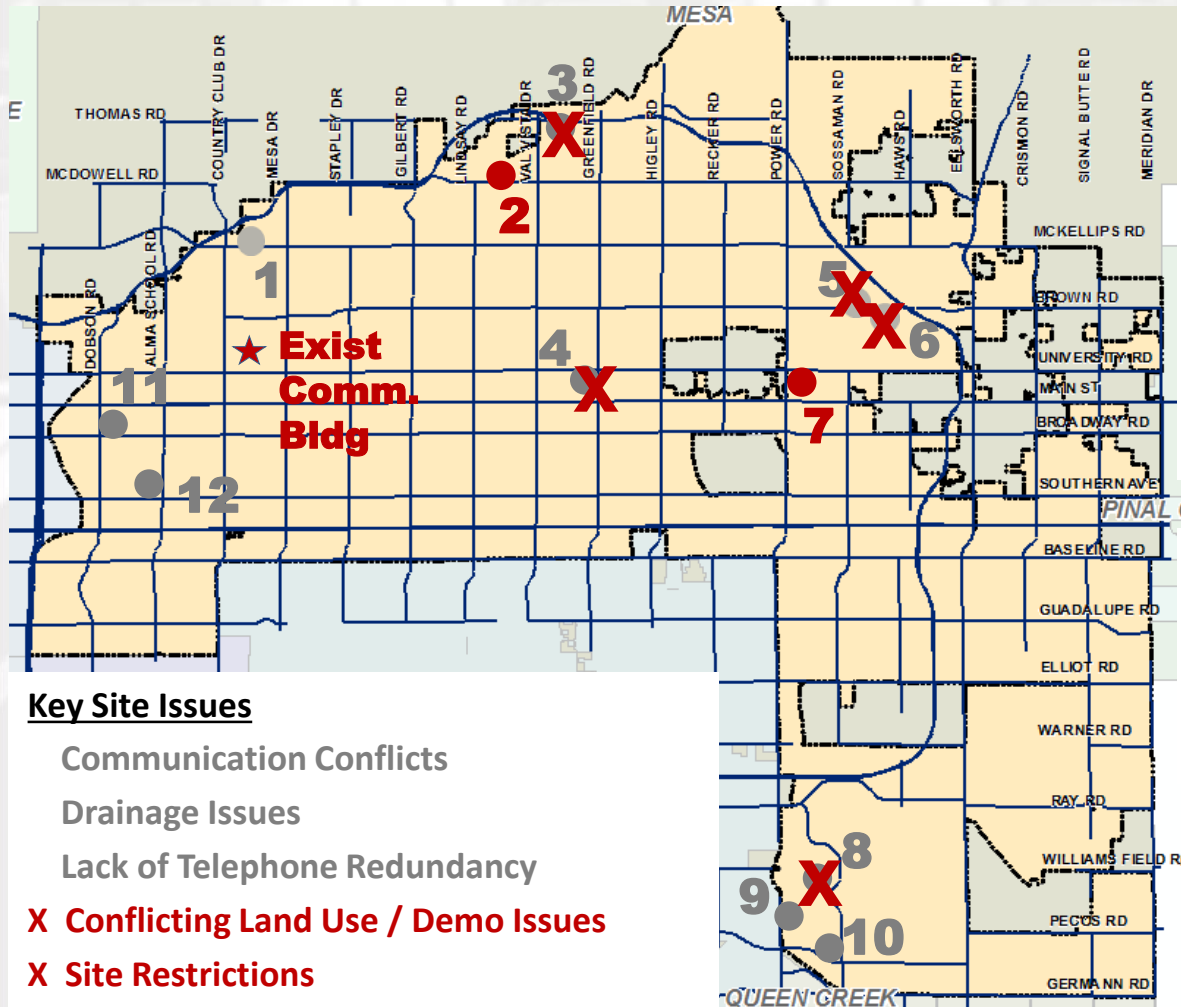 MESA
E
THOMAS RD
MCDOWELL RD
COUNTRY CLUB DR
MESA DR
STAPLEY DR
GILBERT RD
LINDSAY RD
VAL VISTA DR
GREENFIELD RD
HIGLEY RD
RECKER RD
POWER RD
SOSSAMAN RD
HAWS RD
ELLSWORTH RD
CRISMON RD
SIGNAL BUTTE RD
MERIDIAN DR
3
X
2
1
MCKELLIPS RD
DOBSON RD
ALMA SCHOOL RD
5
X
X
6
BROWN RD
Exist
Comm.
Bldg
4
X
7
UNIVERSITY RD
MAIN ST
BROADWAY RD
11
12
SOUTHERN AVE
PINAL C
BASELINE RD
GUADALUPE RD
ELLIOT RD
WARNER RD
RAY RD
WILLIAMS FIELD R
PECOS RD
GERMANN RD
8
X
9
10
QUEEN CREEK
Key Site Issues
Communication Conflicts
Drainage Issues
Lack of Telephone Redundancy
X Conflicting Land Use / Demo Issues
X Site Restrictions